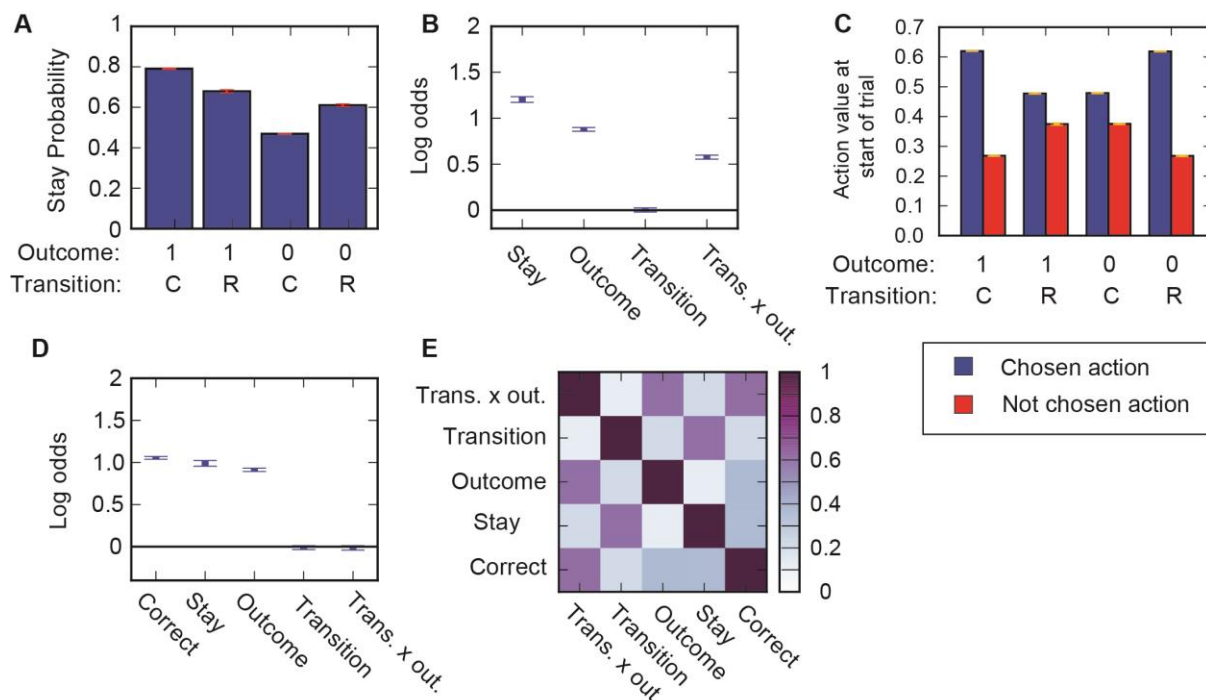 A
Stay Probability
1
0.8
0.6
0.4
0.2
0
Outcome: 1 1 0 0
Transition: C R C R
B
Log odds
2
1.5
1
0.5
0
Stay
Outcome
Transition
Trans. x out.
C
Action value at
start of trial
0.7
0.6
0.5
0.4
0.3
0.2
0.1
0.0
Outcome: 1 1 0 0
Transition: C R C R
D
Log odds
2
1.5
1.0
0.5
0
Correct
Stay
Outcome
Transition
Trans. x out.
E
Trans. x out.
Transition
Outcome
Stay
Correct
Trans. x out
Transition
Outcome
Stay
Correct
1
0.8
0.6
0.4
0.2
0
Chosen action
Not chosen action